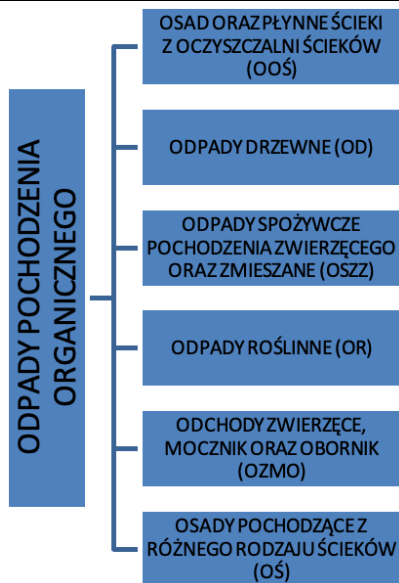 ODPADY POCHODZENIA
ORGANICZNEGO
OSAD ORAZ PŁYNNE ŚCIEKI
Z OCZYSZCZALNI ŚCIEKÓW
(OOŚ)
ODPADY DRZEWNE (OD)
ODPADY SPOŻYWCZE
POCHODZENIA ZWIERZĘCEGO
ORAZ ZMIESZANE (OSZZ)
ODPADY ROŚLINNE (OR)
ODCHODY ZWIERZĘCE,
MOCZNIK ORAZ OBORNIK
(OZMO)
OSADY POCHODZĄCE Z
RÓŻNEGO RODZAJU ŚCIEKÓW
(OŚ)